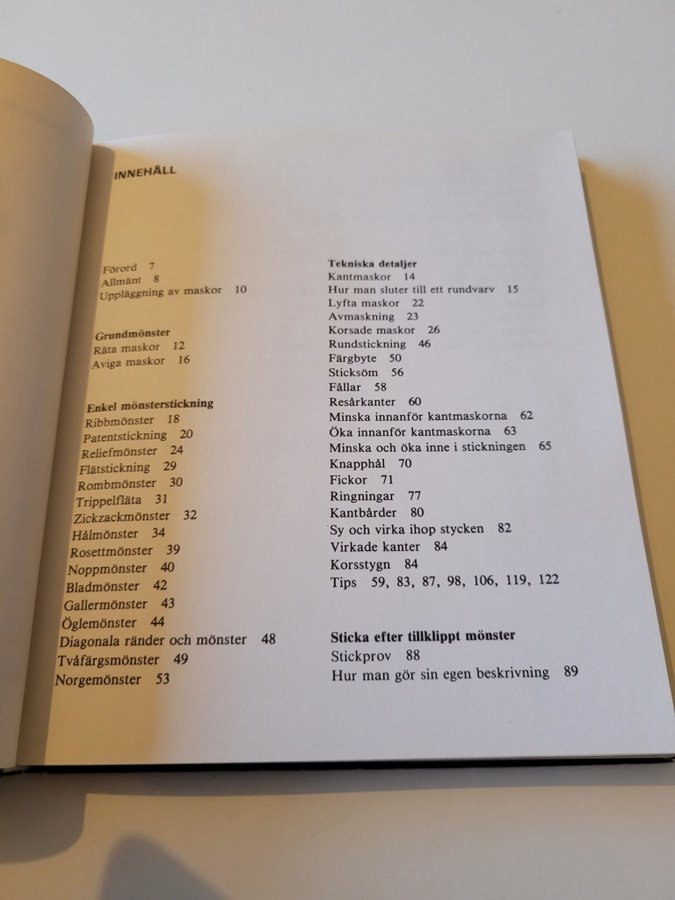 INNEHÅLL
Förord 7
Allmänt 8
Uppläggning av maskor 10
Grundmönster
Räta maskor 12
Aviga maskor 16
Enkel mönsterstickning
Ribbmönster 18
Patentstickning 20
Reliefmönster 24
Flätstickning 29
Rombmönster 30
Trippelfläta 31
Zickzackmönster 32
Hålmönster 34
Rosettmönster 39
Noppmönster 40
Bladmönster 42
Gallermönster 43
Öglemönster 44
Diagonala ränder och mönster 48
Tvåfärgsmönster 49
Norgemönster 53
Tekniska detaljer
Kantmaskor 14
Hur man sluter till ett rundvarv 15
Lyfta maskor 22
Avmaskning 23
Korsade maskor 26
Rundstickning 46
Färgbyte 50
Sticksöm 56
Fållar 58
Resårkanter 60
Minska innanför kantmaskorna 62
Öka innanför kantmaskorna 63
Minska och öka inne i stickningen 65
Knapphål 70
Fickor 71
Ringningar 77
Kantbårder 80
Sy och virka ihop stycken 82
Virkade kanter 84
Korsstygn 84
Tips 59, 83, 87, 98, 106, 119, 122
Sticka efter tillklippt mönster
Stickprov 88
Hur man gör sin egen beskrivning 89